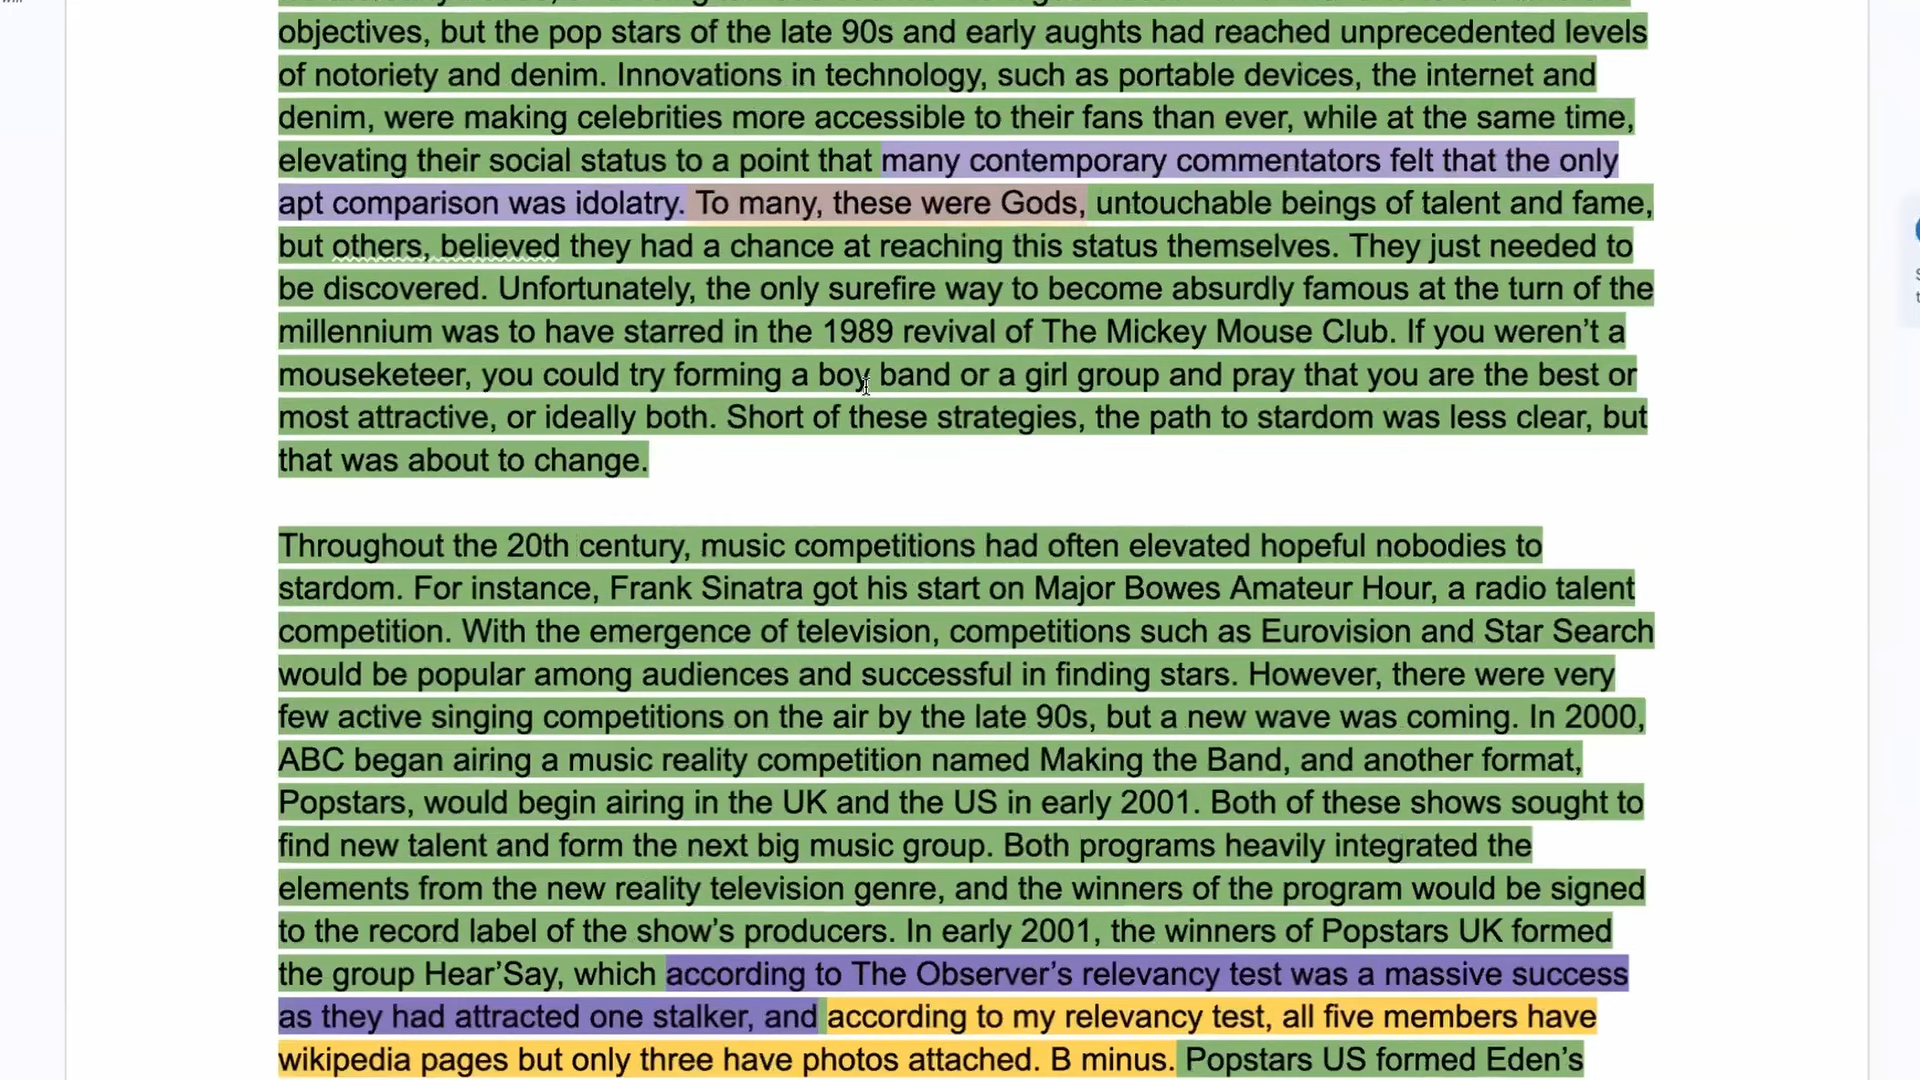 objectives, but the pop stars of the late 90s and early aughts had reached unprecedented levels
of notoriety and denim. Innovations in technology, such as portable devices, the internet and
denim, were making celebrities more accessible to their fans than ever, while at the same time,
elevating their social status to a point that many contemporary commentators felt that the only
apt comparison was idolatry. To many, these were Gods, untouchable beings of talent and fame,
but others, believed they had a chance at reaching this status themselves. They just needed to
be discovered. Unfortunately, the only surefire way to become absurdly famous at the turn of the
millennium was to have starred in the 1989 revival of The Mickey Mouse Club. If you weren’t a
mouseketeer, you could try forming a boy band or a girl group and pray that you are the best or
most attractive, or ideally both. Short of these strategies, the path to stardom was less clear, but
that was about to change.
Throughout the 20th century, music competitions had often elevated hopeful nobodies to
stardom. For instance, Frank Sinatra got his start on Major Bowes Amateur Hour, a radio talent
competition. With the emergence of television, competitions such as Eurovision and Star Search
would be popular among audiences and successful in finding stars. However, there were very
few active singing competitions on the air by the late 90s, but a new wave was coming. In 2000,
ABC began airing a music reality competition named Making the Band, and another format,
Popstars, would begin airing in the UK and the US in early 2001. Both of these shows sought to
find new talent and form the next big music group. Both programs heavily integrated the
elements from the new reality television genre, and the winners of the program would be signed
to the record label of the show’s producers. In early 2001, the winners of Popstars UK formed
the group Hear’Say, which according to The Observer’s relevancy test was a massive success
as they had attracted one stalker, and according to my relevancy test, all five members have
wikipedia pages but only three have photos attached. B minus. Popstars US formed Eden’s